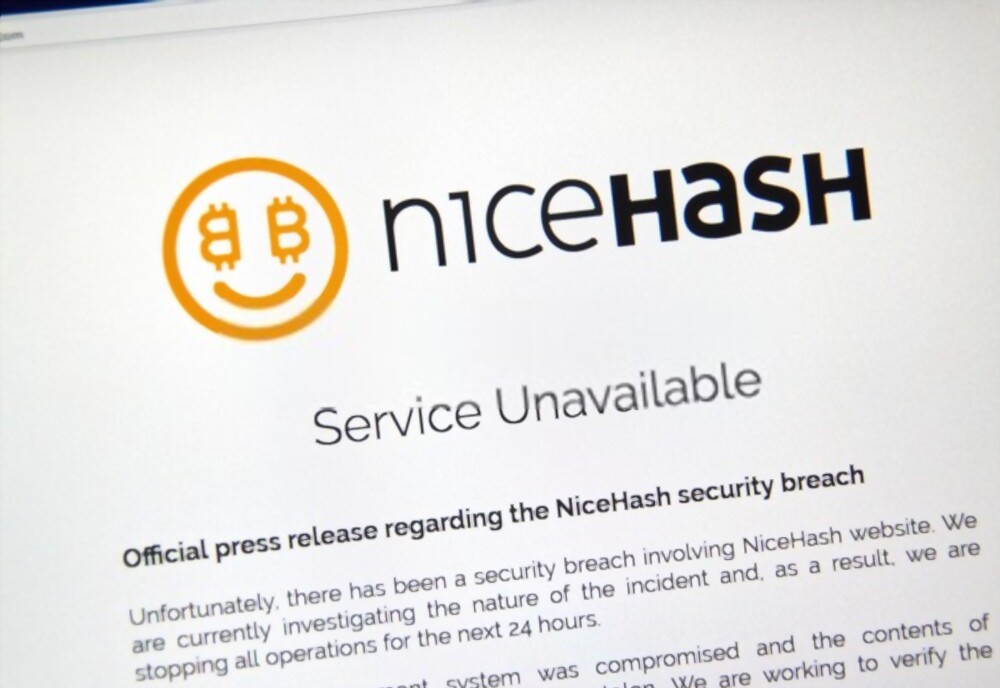 com
nıceHaSH
Service Unavailable
Official press release regarding the NiceHash security breach
Unfortunately, there has been a security breach involving NiceHash website. We
are currently investigating the nature of the incident and, as a result, we are
stopping all operations for the next 24 hours.
system was compromised and the contents of
We are working to verify the